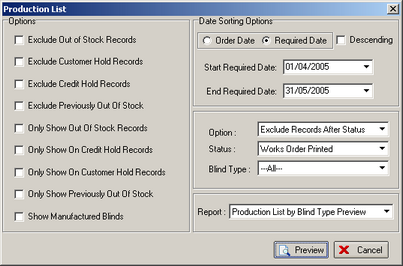 Production List
Options
Exclude Out of Stock Records
Exclude Customer Hold Records
Exclude Credit Hold Records
Exclude Previously Out Of Stock
Only Show Out Of Stock Records
Only Show On Credit Hold Records
Only Show On Customer Hold Records
Only Show Previously Out Of Stock
Show Manufactured Blinds
Date Sorting Options
Order Date Required Date Descending
Start Required Date: 01/04/2005
End Required Date: 31/05/2005
Option : Exclude Records After Status
Status : Works Order Printed
Blind Type : ---All---
Report : Production List by Blind Type Preview
Preview Cancel